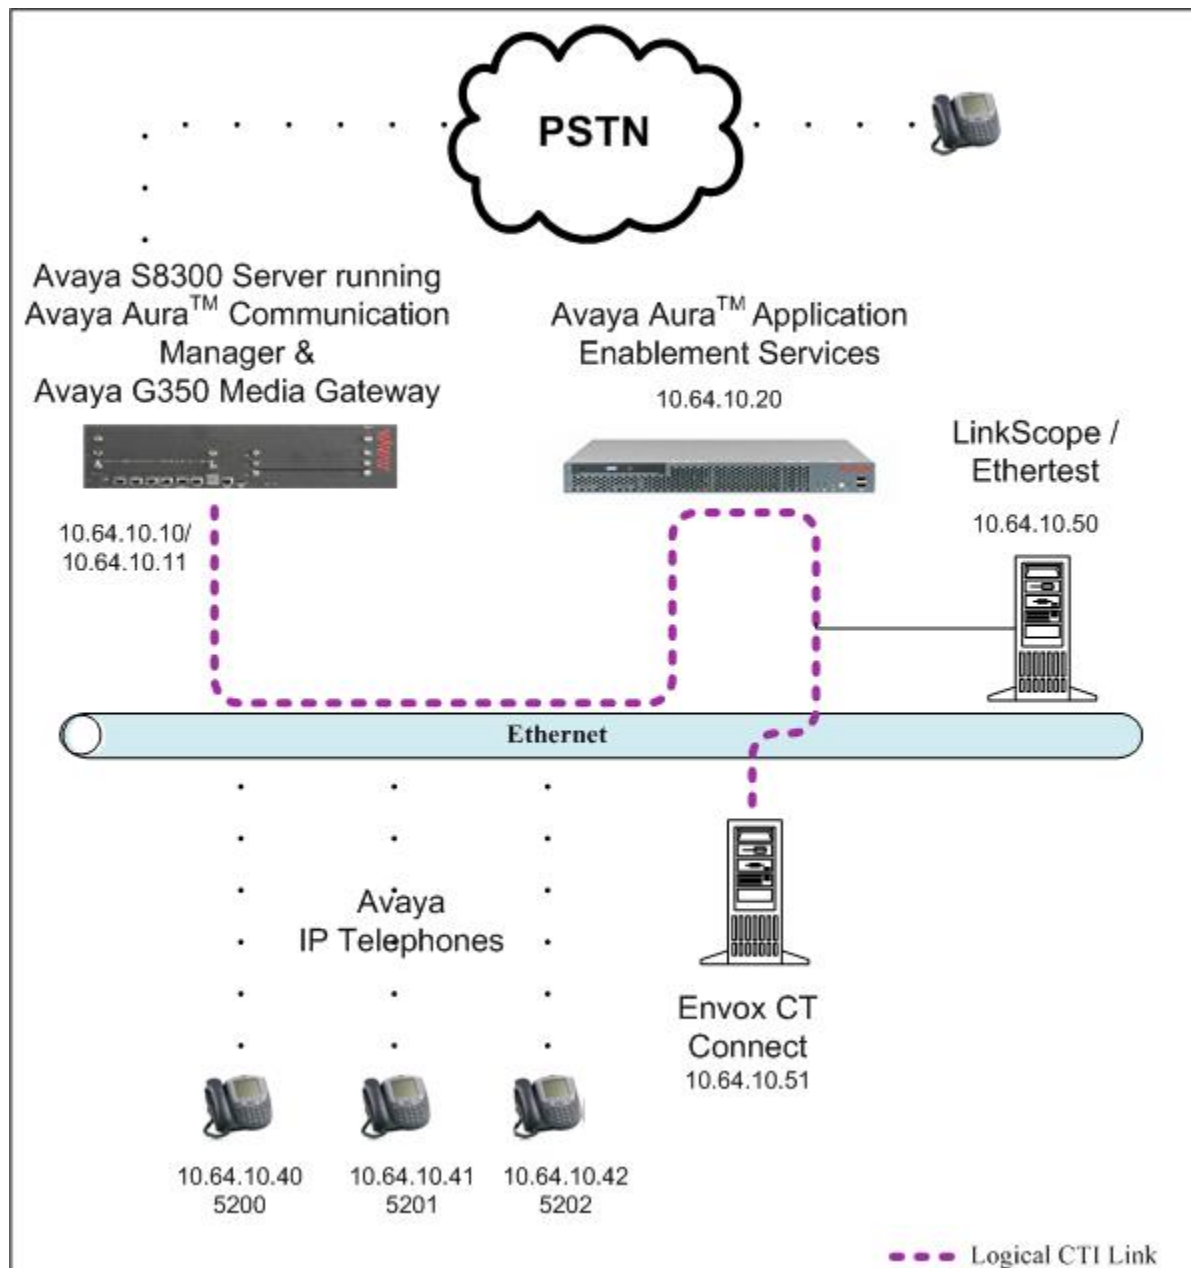 PSTN
Avaya S8300 Server running
Avaya Aura™ Communication
Manager &
Avaya G350 Media Gateway
10.64.10.10/
10.64.10.11
Avaya Aura™ Application
Enablement Services
10.64.10.20
LinkScope /
Ethertest
10.64.10.50
Ethernet
Avaya
IP Telephones
Envox CT
Connect
10.64.10.51
10.64.10.40
5200
10.64.10.41
5201
10.64.10.42
5202
Logical CTI Link